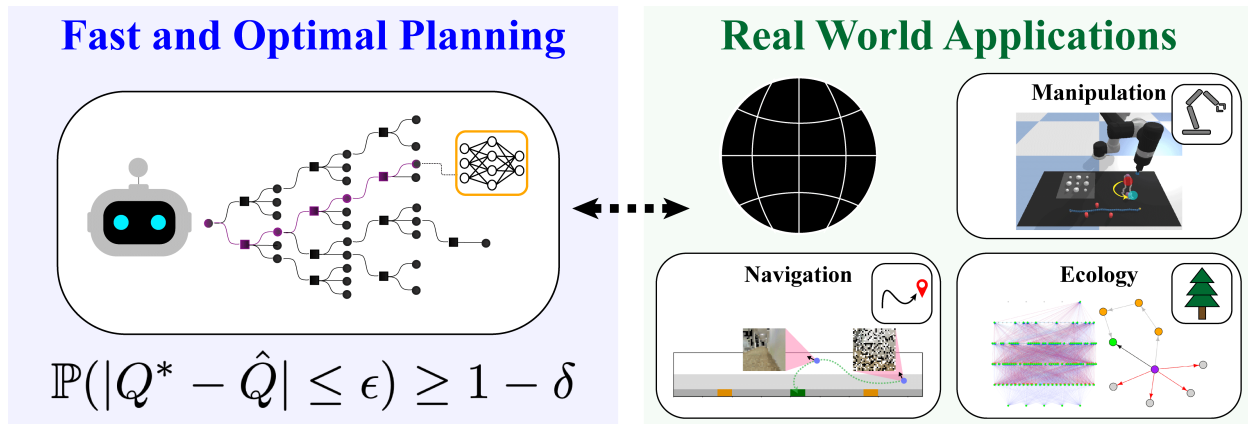 Fast and Optimal Planning
ℙ(|Q* − Q̂| ≤ ϵ) ≥ 1 − δ
Real World Applications
Manipulation
Navigation
Ecology